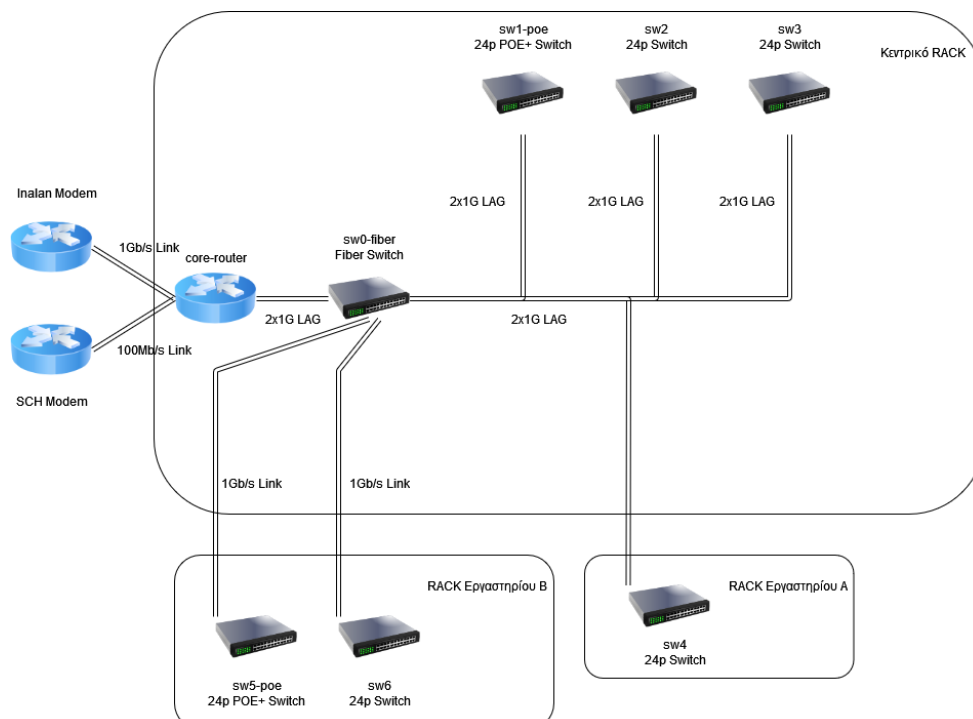 sw1-poe
24p POE+ Switch
sw2
24p Switch
sw3
24p Switch
Κεντρικό RACK
2x1G LAG
2x1G LAG
2x1G LAG
Inalan Modem
1Gb/s Link
core-router
sw0-fiber
Fiber Switch
2x1G LAG
2x1G LAG
100Mb/s Link
SCH Modem
1Gb/s Link
1Gb/s Link
RACK Εργαστηρίου Β
RACK Εργαστηρίου Α
sw4
24p Switch
sw5-poe
24p POE+ Switch
sw6
24p Switch